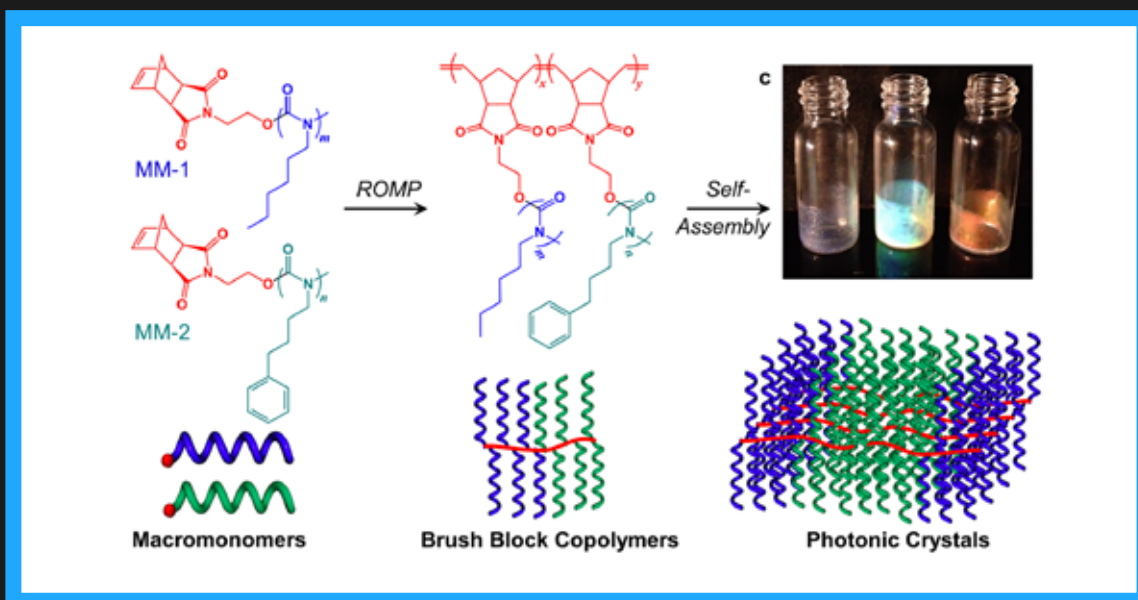 MM-1
MM-2
O
O
N
O
O
N
m
O
O
N
O
O
N
n
ROMP
x
y
O
O
N
O
O
N
O
O
N
n
O
O
N
n
Self-
Assembly
c
Macromonomers
Brush Block Copolymers
Photonic Crystals